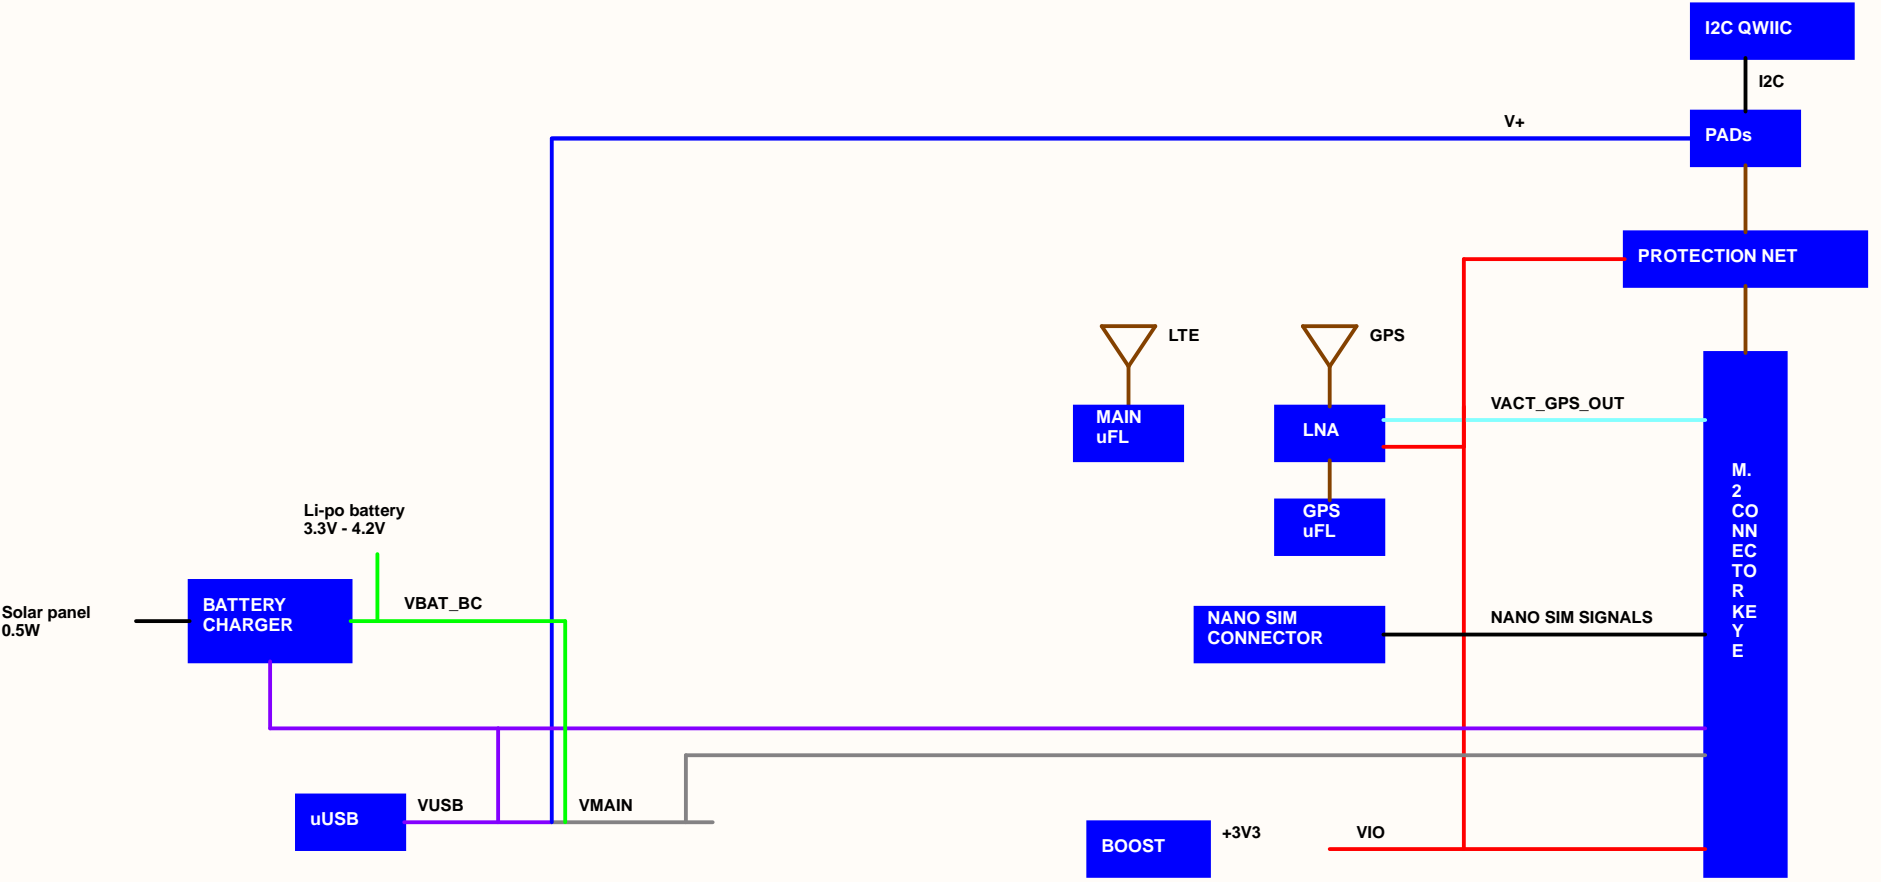 I2C QWIIC
I2C
V+
PADs
PROTECTION NET
LTE
GPS
MAIN
uFL
LNA
VACT_GPS_OUT
GPS
uFL
M.
2
CO
NN
EC
TO
R
KE
Y
E
Li-po battery
3.3V - 4.2V
BATTERY
CHARGER
VBAT_BC
Solar panel
0.5W
NANO SIM
CONNECTOR
NANO SIM SIGNALS
uUSB
VUSB
VMAIN
BOOST
+3V3
VIO